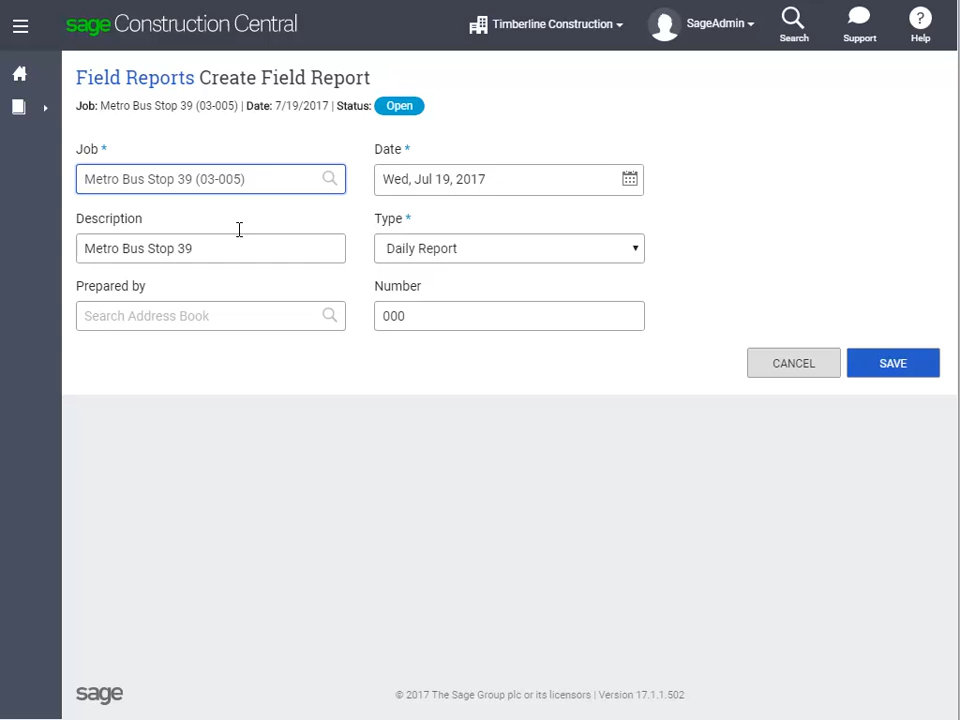 sage Construction Central
Timberline Construction
SageAdmin
Search
Support
? Help
Field Reports Create Field Report
Job: Metro Bus Stop 39 (03-005) | Date: 7/19/2017 | Status: Open
Job *
Date *
Metro Bus Stop 39 (03-005)
Wed, Jul 19, 2017
Description
Type *
Metro Bus Stop 39
Daily Report
Prepared by
Number
Search Address Book
000
CANCEL
SAVE
sage
© 2017 The Sage Group plc or its licensors | Version 17.1.1.502